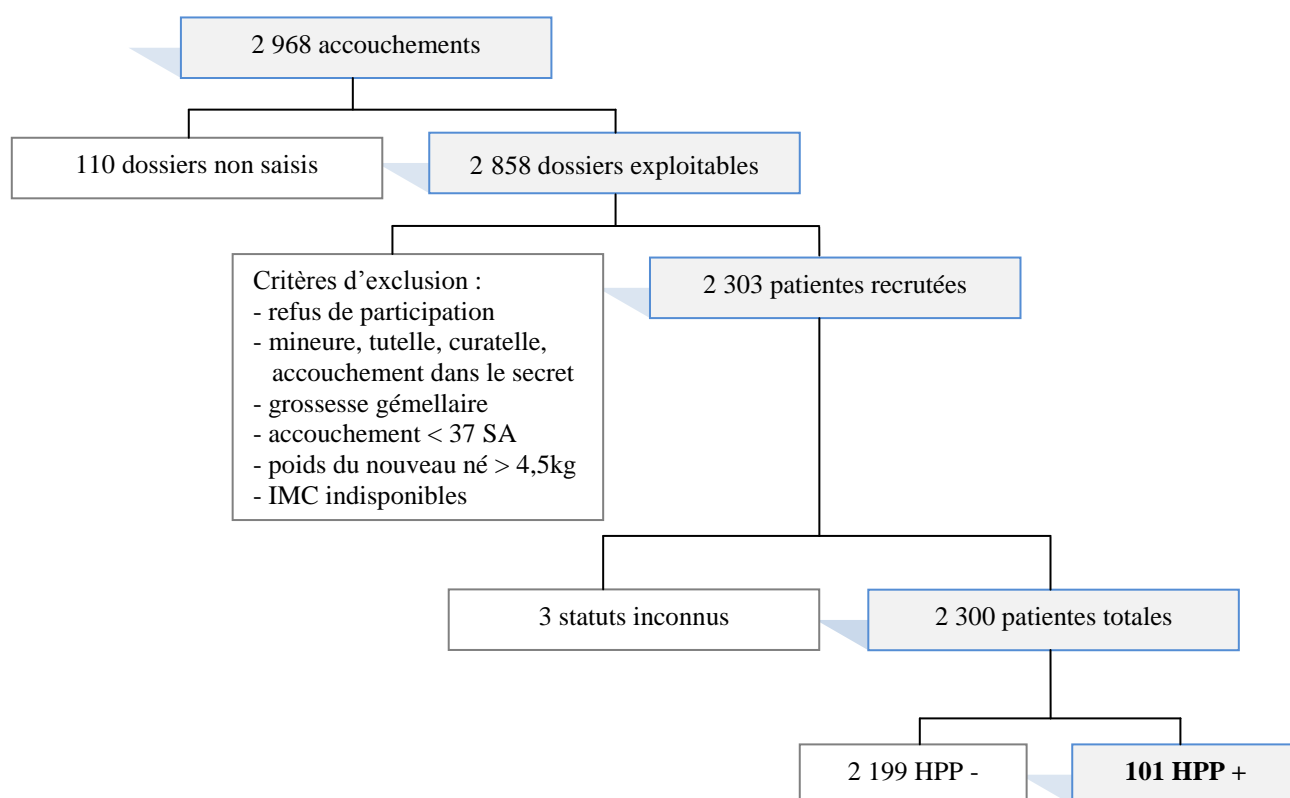 2 968 accouchements
110 dossiers non saisis
2 858 dossiers exploitables
Critères d'exclusion :
- refus de participation
- mineure, tutelle, curatelle,
accouchement dans le secret
- grossesse gémellaire
- accouchement < 37 SA
- poids du nouveau né > 4,5kg
- IMC indisponibles
2 303 patientes recrutées
3 statuts inconnus
2 300 patientes totales
2 199 HPP -
101 HPP +